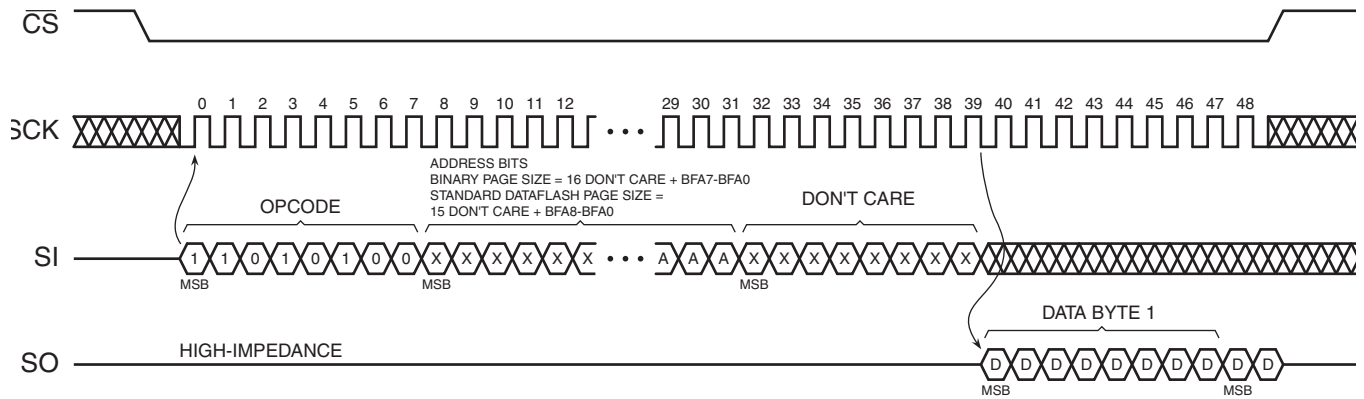 CS
0 1 2 3 4 5 6 7 8 9 10 11 12 29 30 31 32 33 34 35 36 37 38 39 40 41 42 43 44 45 46 47 48
SCK
ADDRESS BITS
BINARY PAGE SIZE = 16 DON'T CARE + BFA7-BFA0
STANDARD DATAFLASH PAGE SIZE =
15 DON'T CARE + BFA8-BFA0
OPCODE
DON'T CARE
SI 1 1 0 1 0 1 0 0 X X X X X X A A A X X X X X X X X
MSB MSB MSB
DATA BYTE 1
HIGH-IMPEDANCE
SO D D D D D D D D D D
MSB MSB